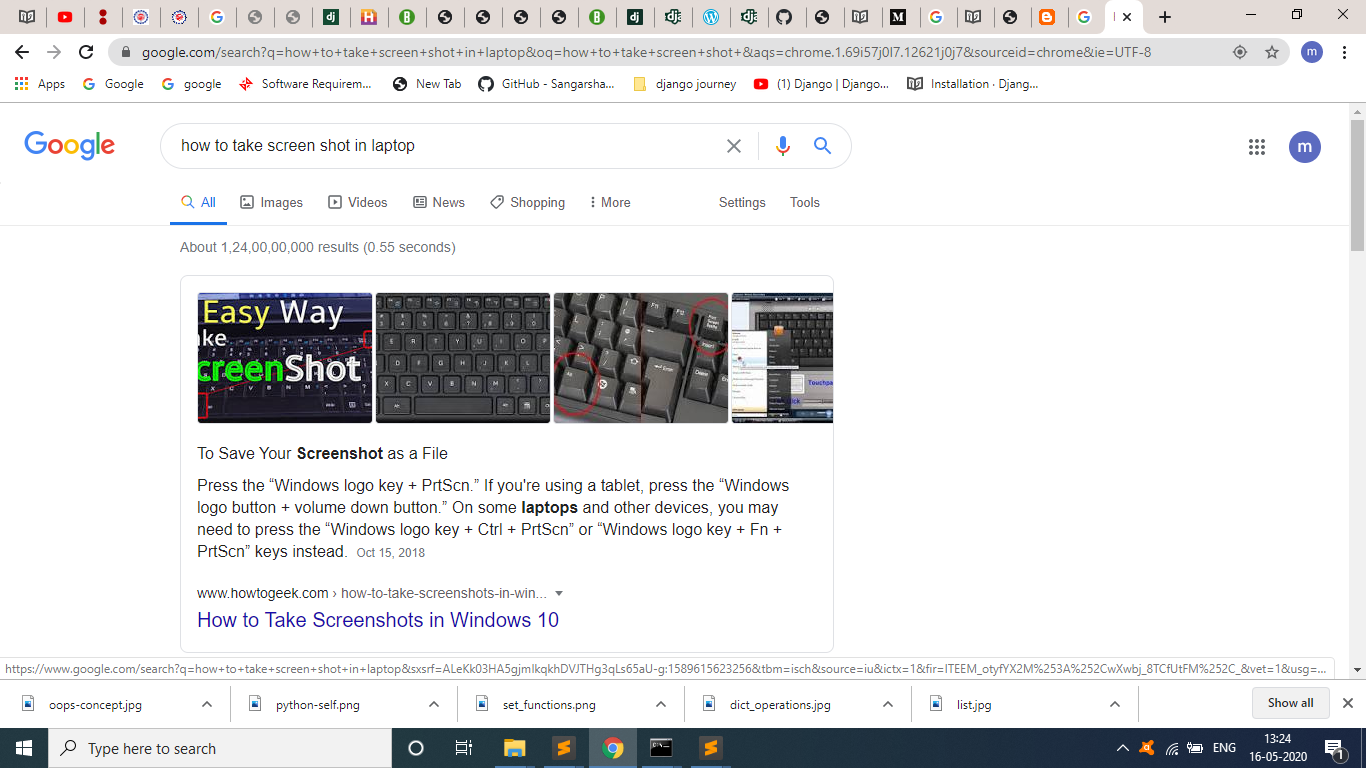 google.com/search?q=how+to+take+screen+shot+in+laptop&oq=how+to+take+screen+shot+&aqs=chrome.1.69i57j0l7.12621j0j7&sourceid=chrome&ie=UTF-8
m
Apps
Google
google
Software Requirem...
New Tab
GitHub - Sangarsha...
django journey
(1) Django | Django...
Installation · Djang...
Google
how to take screen shot in laptop
m
All
Images
Videos
News
Shopping
More
Settings
Tools
About 1,24,00,00,000 results (0.55 seconds)
Easy Way
ke
creenShot
To Save Your Screenshot as a File
Press the “Windows logo key + PrtScn.” If you're using a tablet, press the “Windows
logo button + volume down button.” On some laptops and other devices, you may
need to press the “Windows logo key + Ctrl + PrtScn” or “Windows logo key + Fn +
PrtScn” keys instead. Oct 15, 2018
www.howtogeek.com › how-to-take-screenshots-in-win...
How to Take Screenshots in Windows 10
https://www.google.com/search?q=how+to+take+screen+shot+in+laptop&sxsrf=ALeKk03HA5gjmIkqkhDVJTHg3qLs65aU-g:1589615623256&tbm=isch&source=iu&ictx=1&fir=ITEEM_otyfYX2M%253A%252CwXwbj_8TCfUtFM%252C_&vet=1&usg=...
oops-concept.jpg
python-self.png
set_functions.png
dict_operations.jpg
list.jpg
Show all
Type here to search
ENG
13:24
16-05-2020
1